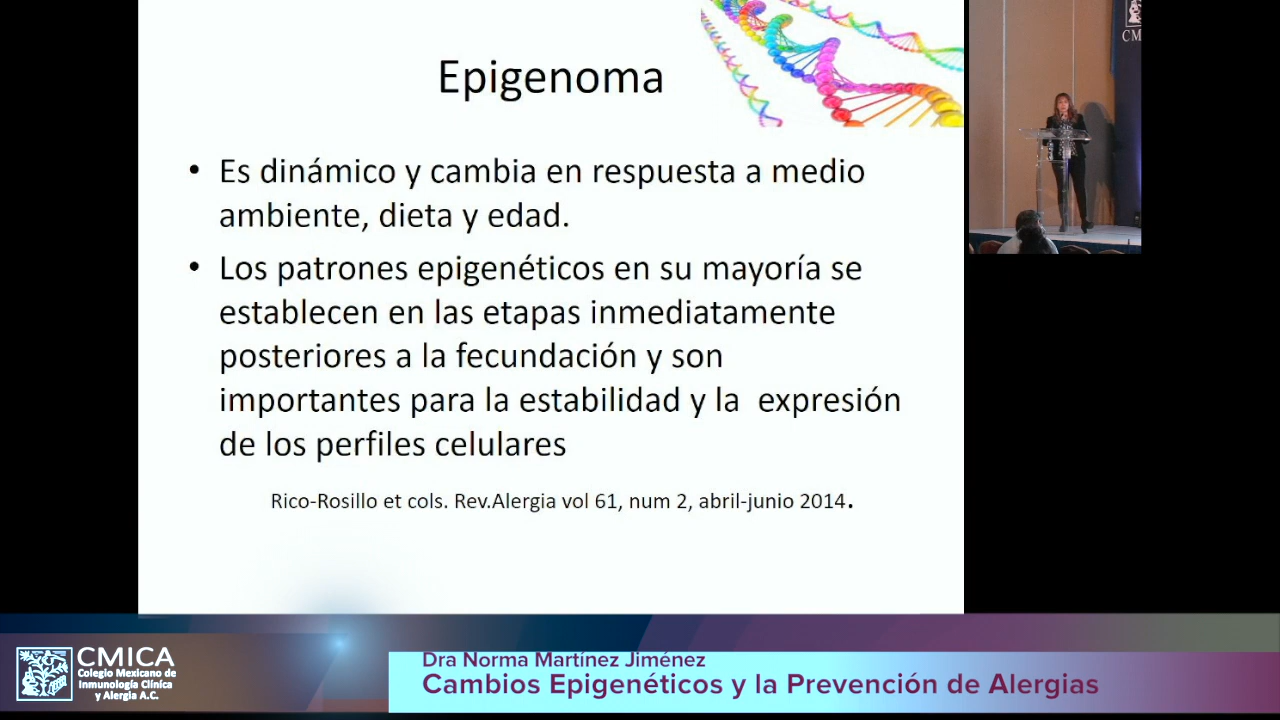 Epigenoma
• Es dinámico y cambia en respuesta a medio
ambiente, dieta y edad.
• Los patrones epigenéticos en su mayoría se
establecen en las etapas inmediatamente
posteriores a la fecundación y son
importantes para la estabilidad y la  expresión
de los perfiles celulares
Rico-Rosillo et cols. Rev.Alergia vol 61, num 2, abril-junio 2014.
CM
CMICA
Colegio Mexicano de
Inmunología Clínica
y Alergia A.C.
Dra Norma Martínez Jiménez
Cambios Epigenéticos y la Prevención de Alergias